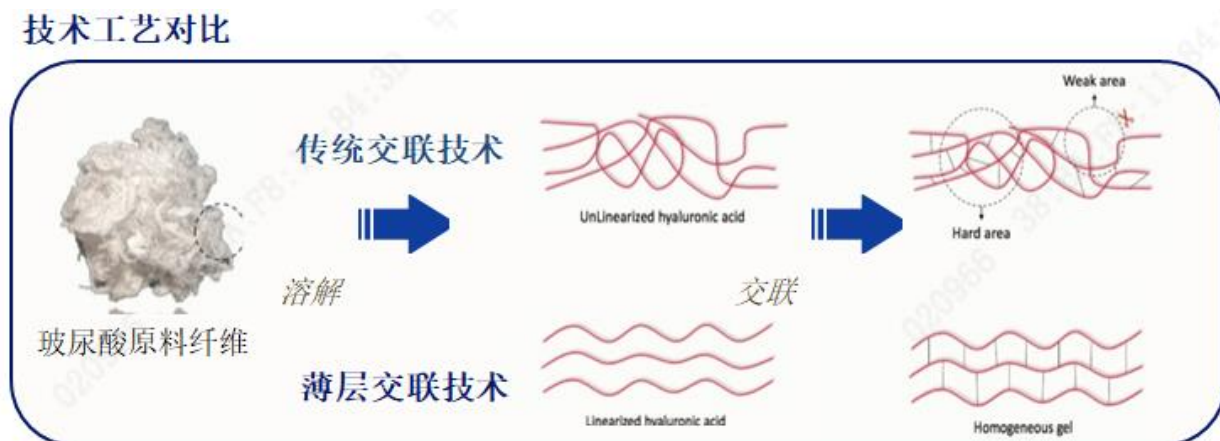 技术工艺对比
Weak area
传统交联技术
UnLinearized hyaluronic acid
Hard area
溶解
交联
玻尿酸原料纤维
薄层交联技术
Linearized hyaluronic acid
Homogeneous gel